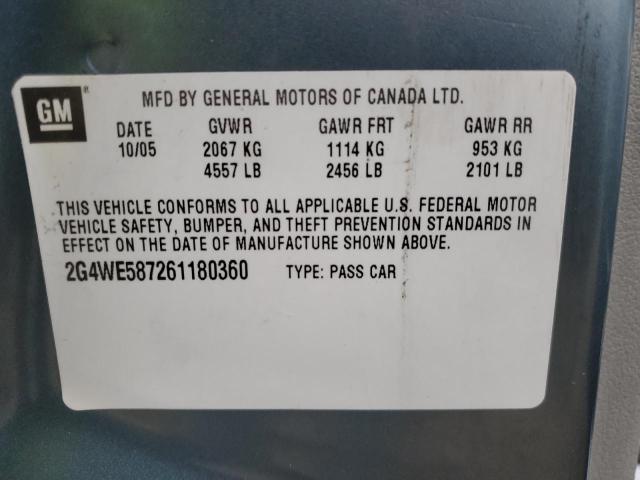 GM ®
MFD BY GENERAL MOTORS OF CANADA LTD.
DATE GVWR GAWR FRT GAWR RR
10/05 2067 KG 1114 KG 953 KG
4557 LB 2456 LB 2101 LB
THIS VEHICLE CONFORMS TO ALL APPLICABLE U.S. FEDERAL MOTOR
VEHICLE SAFETY, BUMPER, AND THEFT PREVENTION STANDARDS IN
EFFECT ON THE DATE OF MANUFACTURE SHOWN ABOVE.
2G4WE587261180360 TYPE: PASS CAR